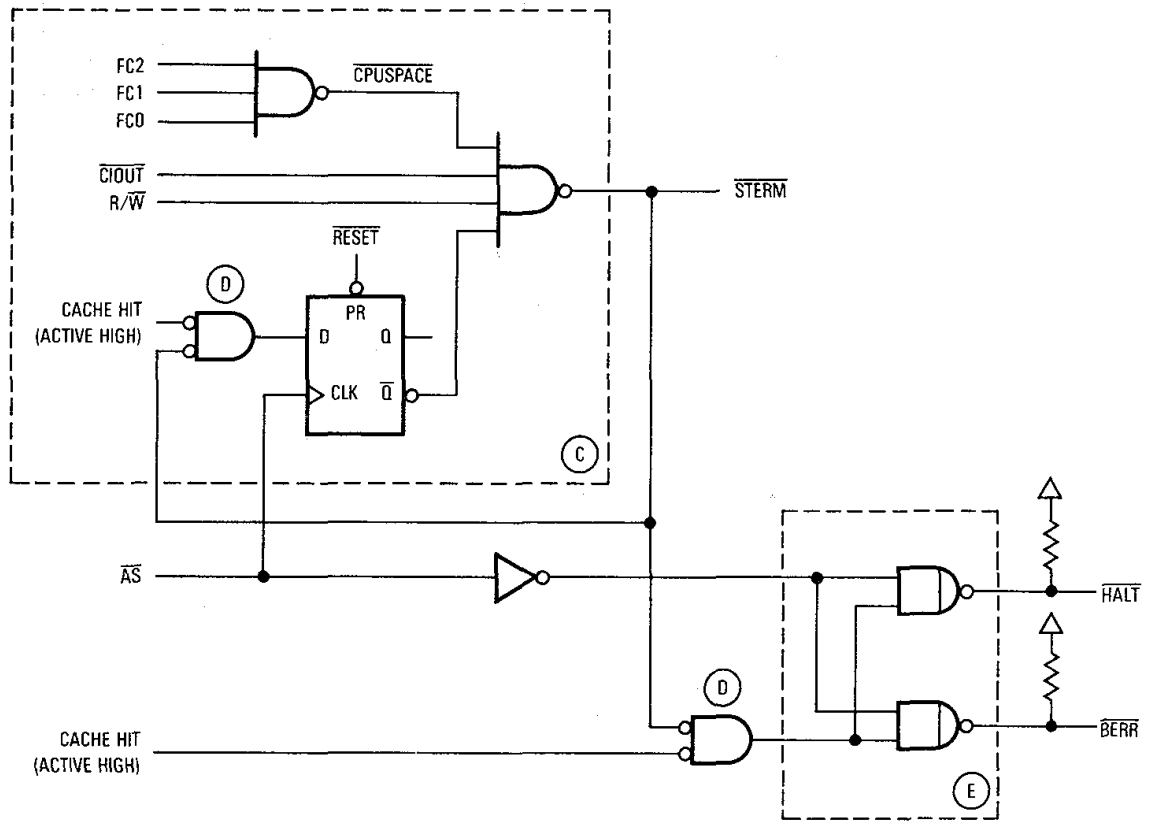 FC2
FC1
FC0
CPUSPACE
CIOUT
R/W
STERM
RESET
D
CACHE HIT
(ACTIVE HIGH)
PR
D
Q
CLK
Q
C
AS
HALT
D
BERR
CACHE HIT
(ACTIVE HIGH)
E